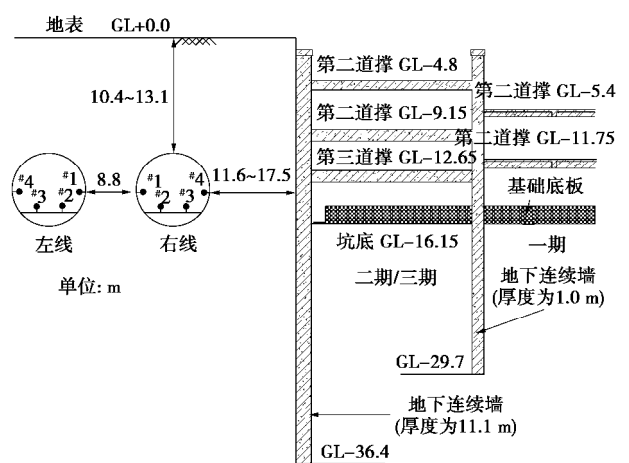 地表 GL+0.0
第二道撑 GL−4.8
第二道撑 GL−5.4
10.4~13.1
第二道撑 GL−9.15
第二道撑 GL−11.75
第三道撑 GL−12.65
#4 #1
#3 #2
8.8
#1 #4
#2 #3
11.6~17.5
基础底板
左线
右线
坑底 GL−16.15
一期
单位: m
二期/三期
地下连续墙
(厚度为1.0 m)
GL−29.7
地下连续墙
(厚度为11.1 m)
GL−36.4